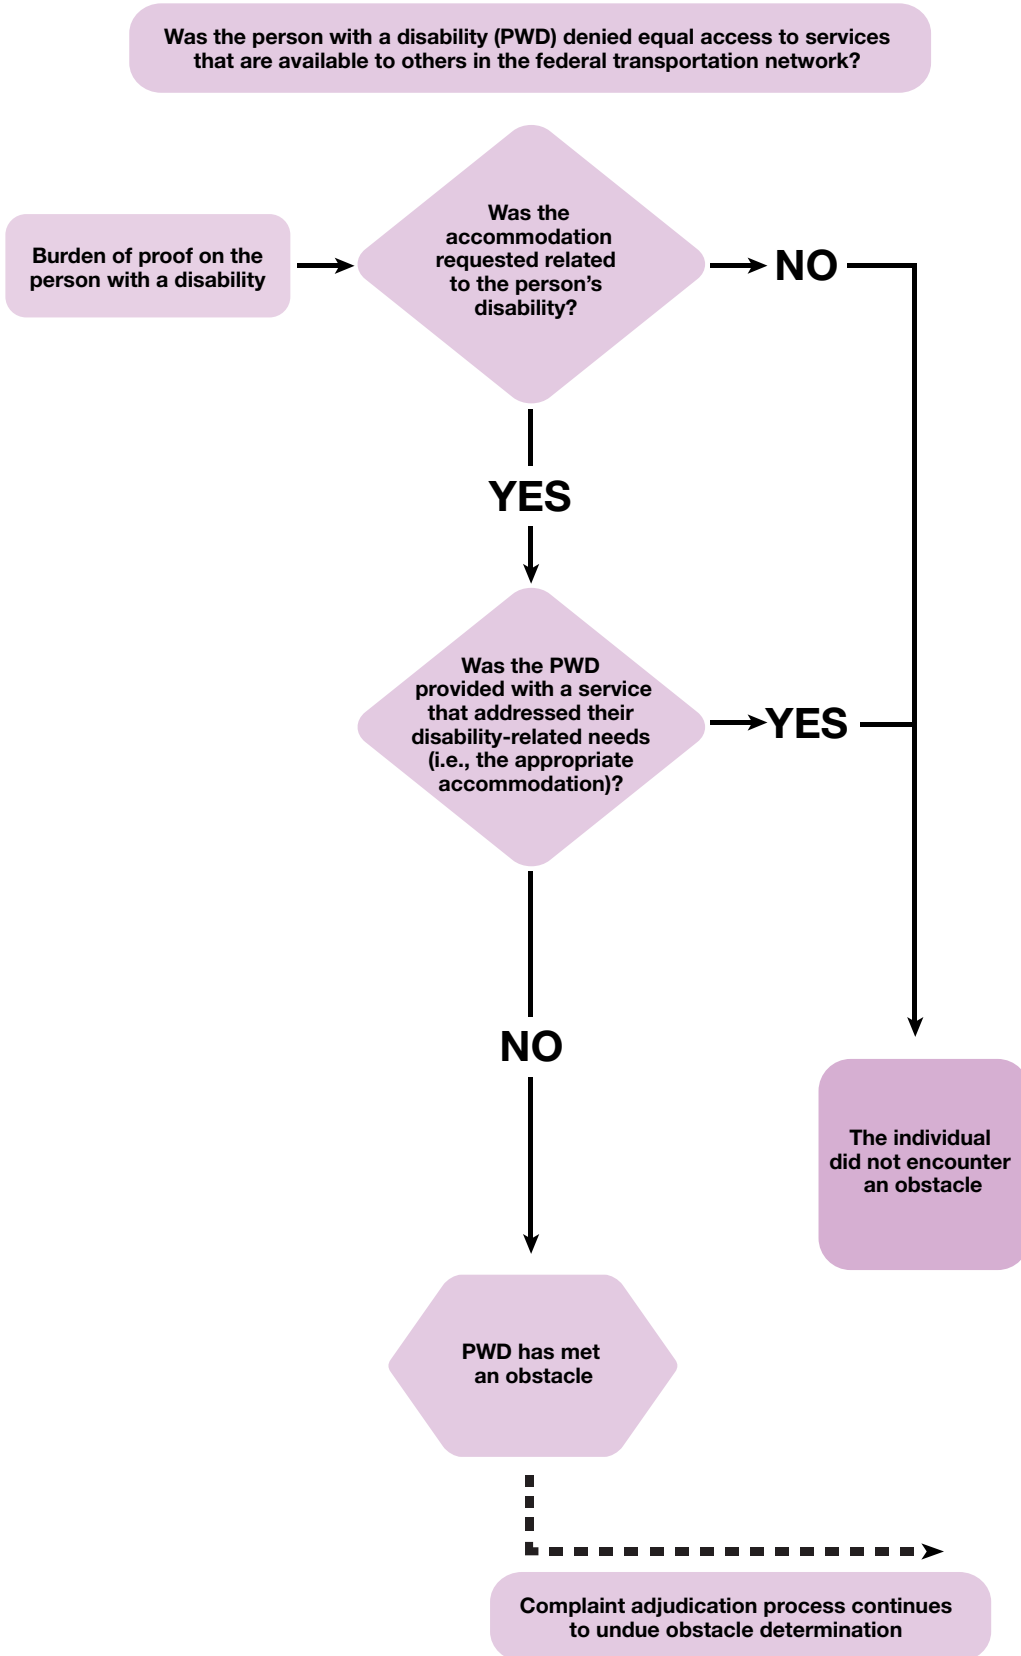 Was the person with a disability (PWD) denied equal access to services
that are available to others in the federal transportation network?
Burden of proof on the
person with a disability
Was the
accommodation
requested related
to the person's
disability?
NO
YES
Was the PWD
provided with a service
that addressed their
disability-related needs
(i.e., the appropriate
accommodation)?
YES
NO
The individual
did not encounter
an obstacle
PWD has met
an obstacle
Complaint adjudication process continues
to undue obstacle determination